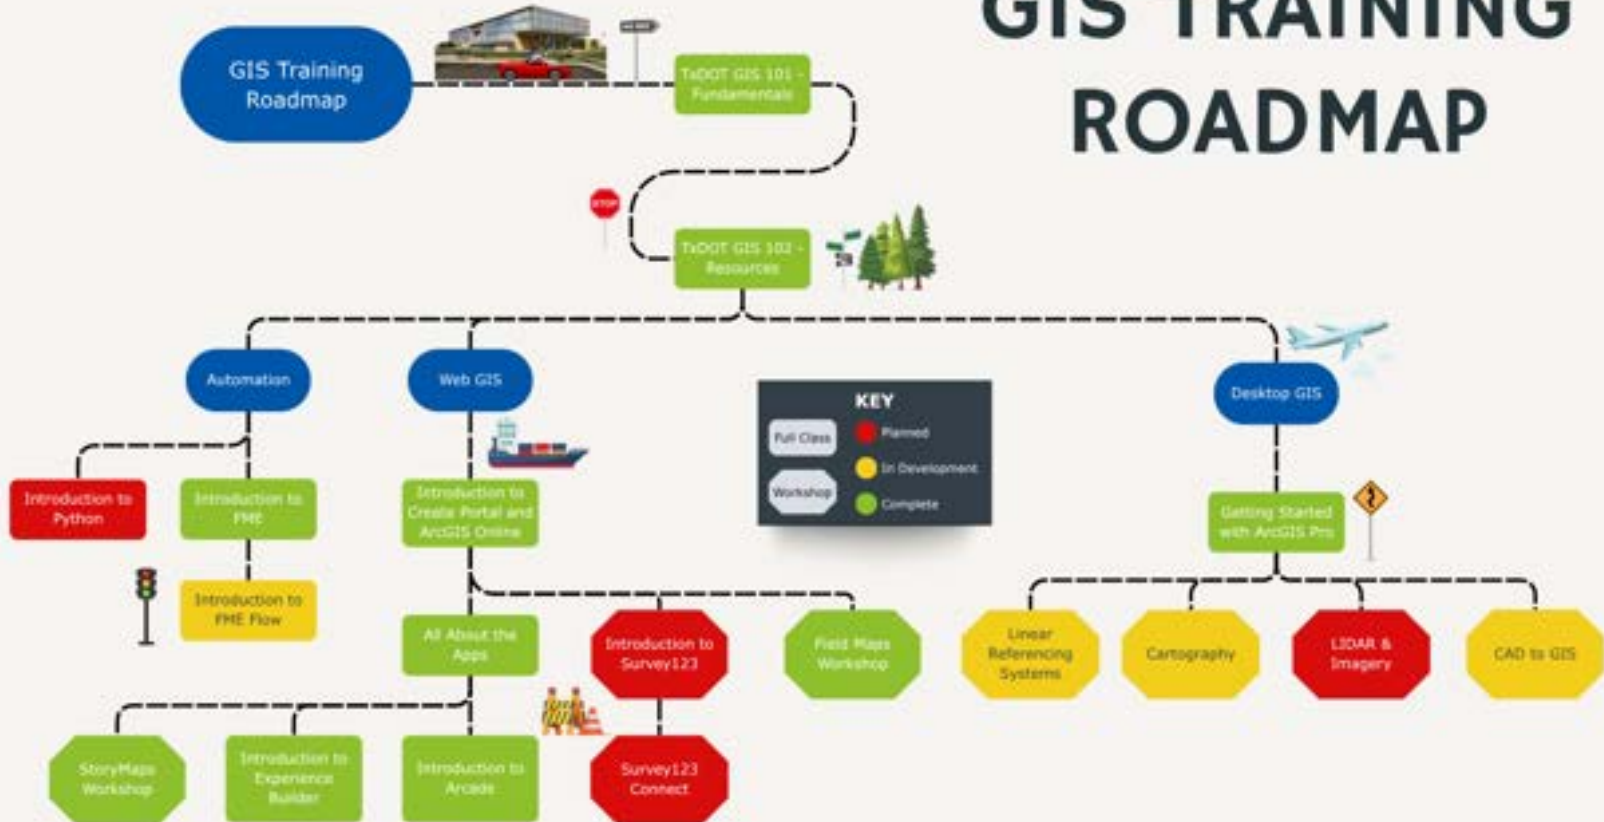 GIS TRAINING
ROADMAP
GIS Training
Roadmap
TxDOT GIS 101 -
Fundamentals
STOP
TxDOT GIS 102 -
Resources
Automation
Web GIS
Desktop GIS
KEY
Full Class
Workshop
Planned
In Development
Complete
Introduction to
Python
Introduction to
FME
Introduction to
Create Portal and
ArcGIS Online
Getting Started
with ArcGIS Pro
Introduction to
FME Flow
All About the
Apps
Introduction to
Survey123
Field Maps
Workshop
Linear
Referencing
Systems
Cartography
LIDAR &
Imagery
CAD to GIS
StoryMaps
Workshop
Introduction to
Experience
Builder
Introduction to
Arcade
Survey123
Connect